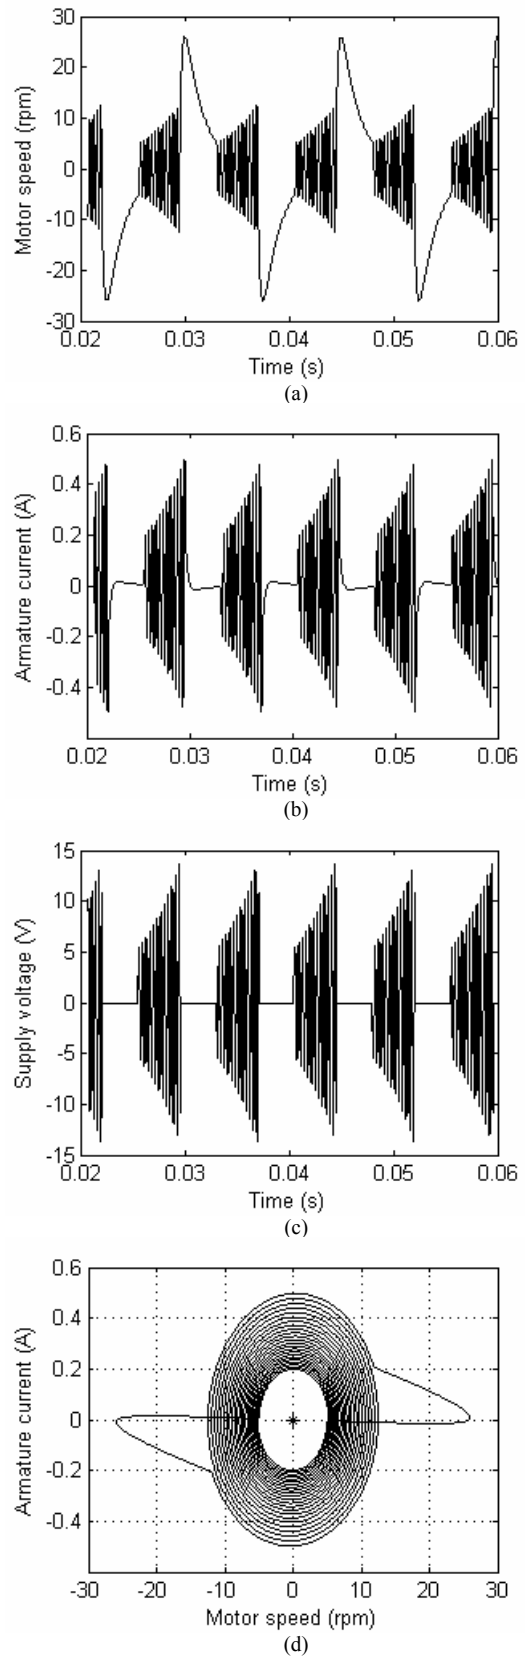 30
20
10
0
-10
-20
-30
Motor speed (rpm)
0.02 0.03 0.04 0.05 0.06
Time (s)
(a)
0.6
0.4
0.2
0
-0.2
-0.4
Armature current (A)
0.02 0.03 0.04 0.05 0.06
Time (s)
(b)
15
10
5
0
-5
-10
-15
Supply voltage (V)
0.02 0.03 0.04 0.05 0.06
Time (s)
(c)
0.6
0.4
0.2
0
-0.2
-0.4
Armature current (A)
-30 -20 -10 0 10 20 30
Motor speed (rpm)
(d)